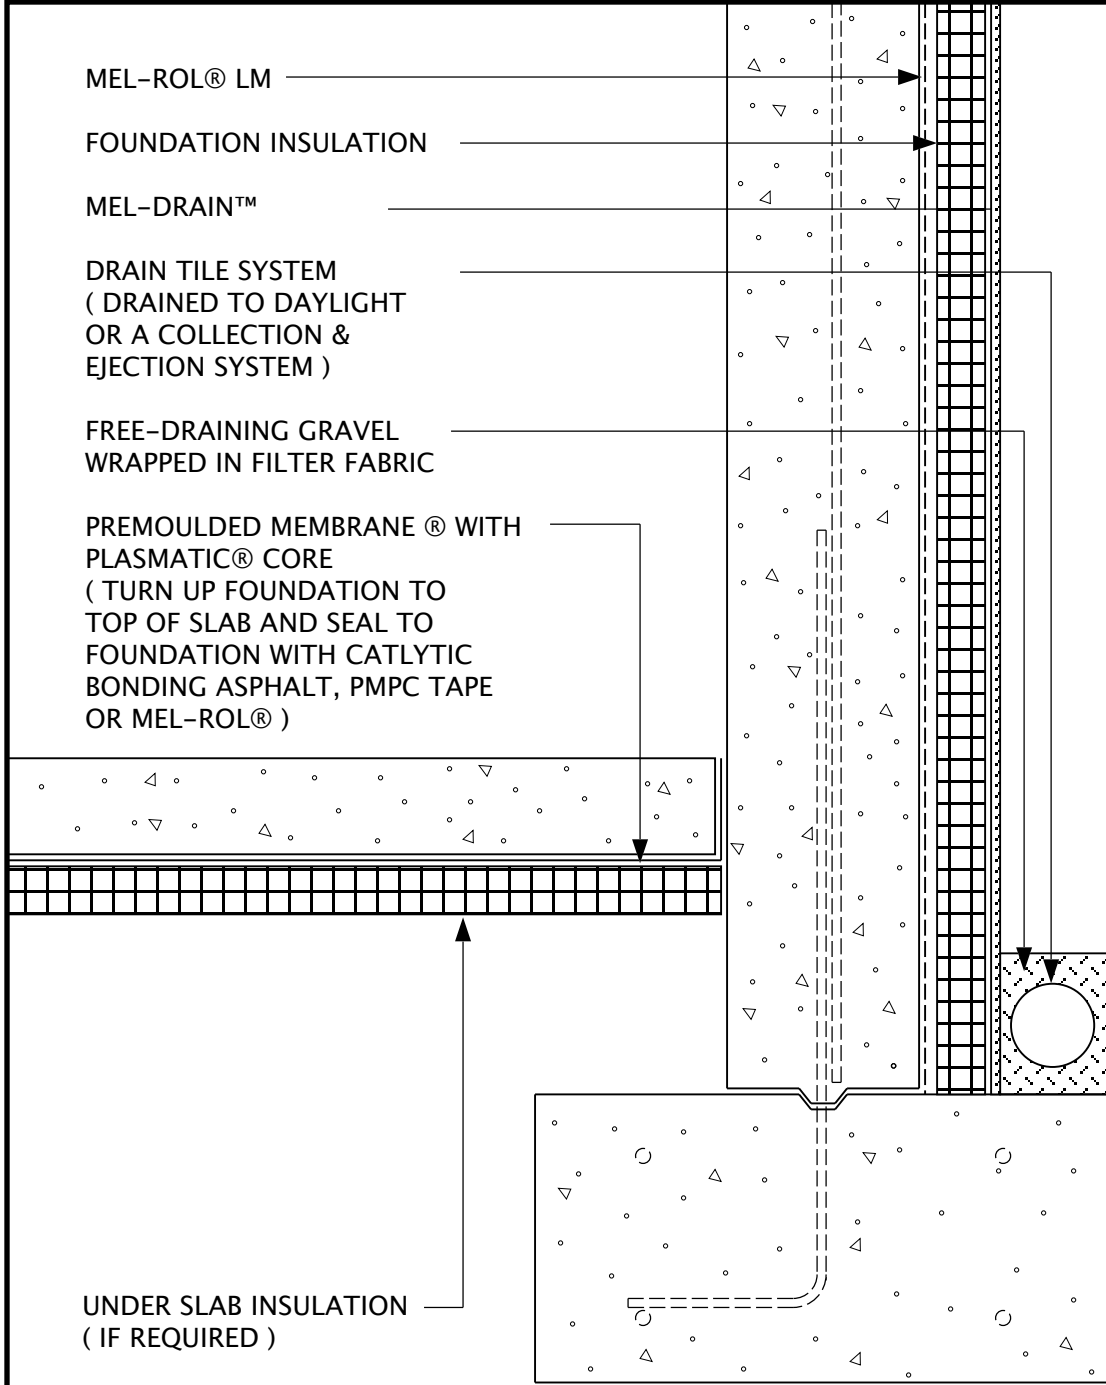 MEL-ROL® LM
FOUNDATION INSULATION
MEL-DRAIN™
DRAIN TILE SYSTEM
( DRAINED TO DAYLIGHT
OR A COLLECTION &
EJECTION SYSTEM )
FREE-DRAINING GRAVEL
WRAPPED IN FILTER FABRIC
PREMOULDED MEMBRANE ® WITH
PLASMATIC® CORE
( TURN UP FOUNDATION TO
TOP OF SLAB AND SEAL TO
FOUNDATION WITH CATLYTIC
BONDING ASPHALT, PMPC TAPE
OR MEL-ROL® )
UNDER SLAB INSULATION
( IF REQUIRED )